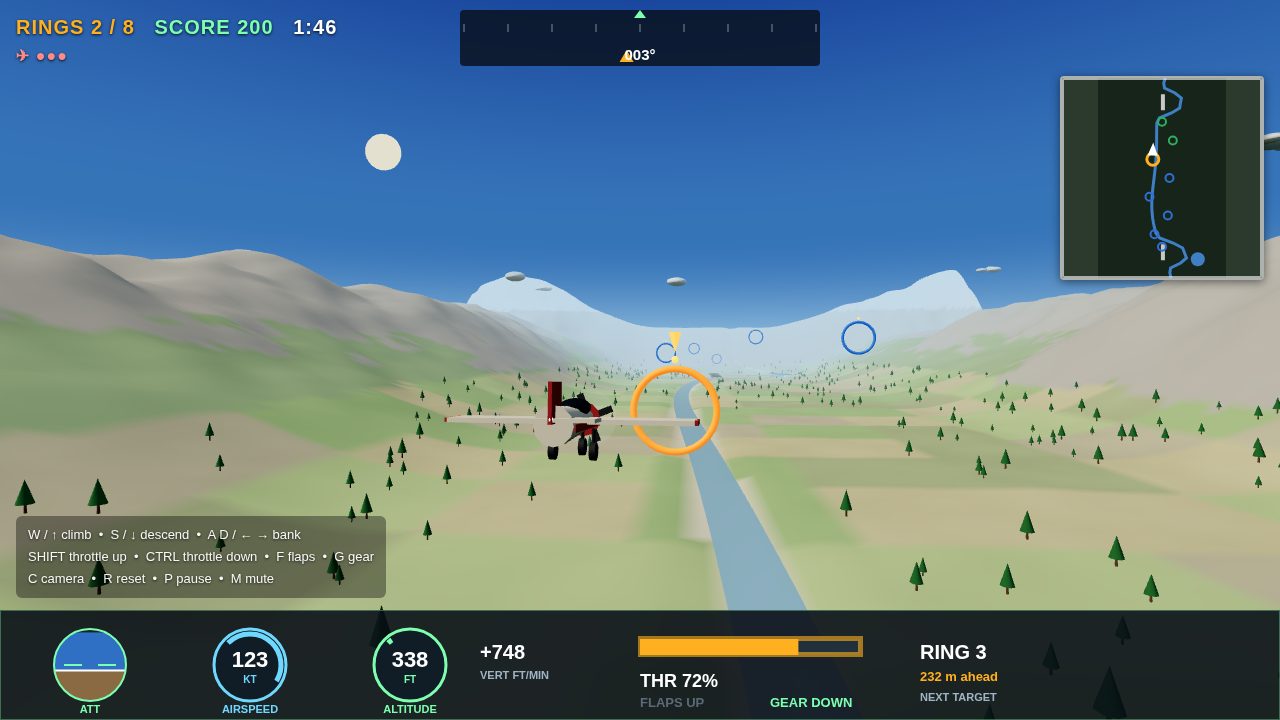 RINGS 2 / 8 SCORE 200 1:46
003°
W / ↑ climb • S / ↓ descend • A D / ← → bank
SHIFT throttle up • CTRL throttle down • F flaps • G gear
C camera • R reset • P pause • M mute
ATT
123
KT
AIRSPEED
338
FT
ALTITUDE
+748
VERT FT/MIN
THR 72%
FLAPS UP GEAR DOWN
RING 3
232 m ahead
NEXT TARGET